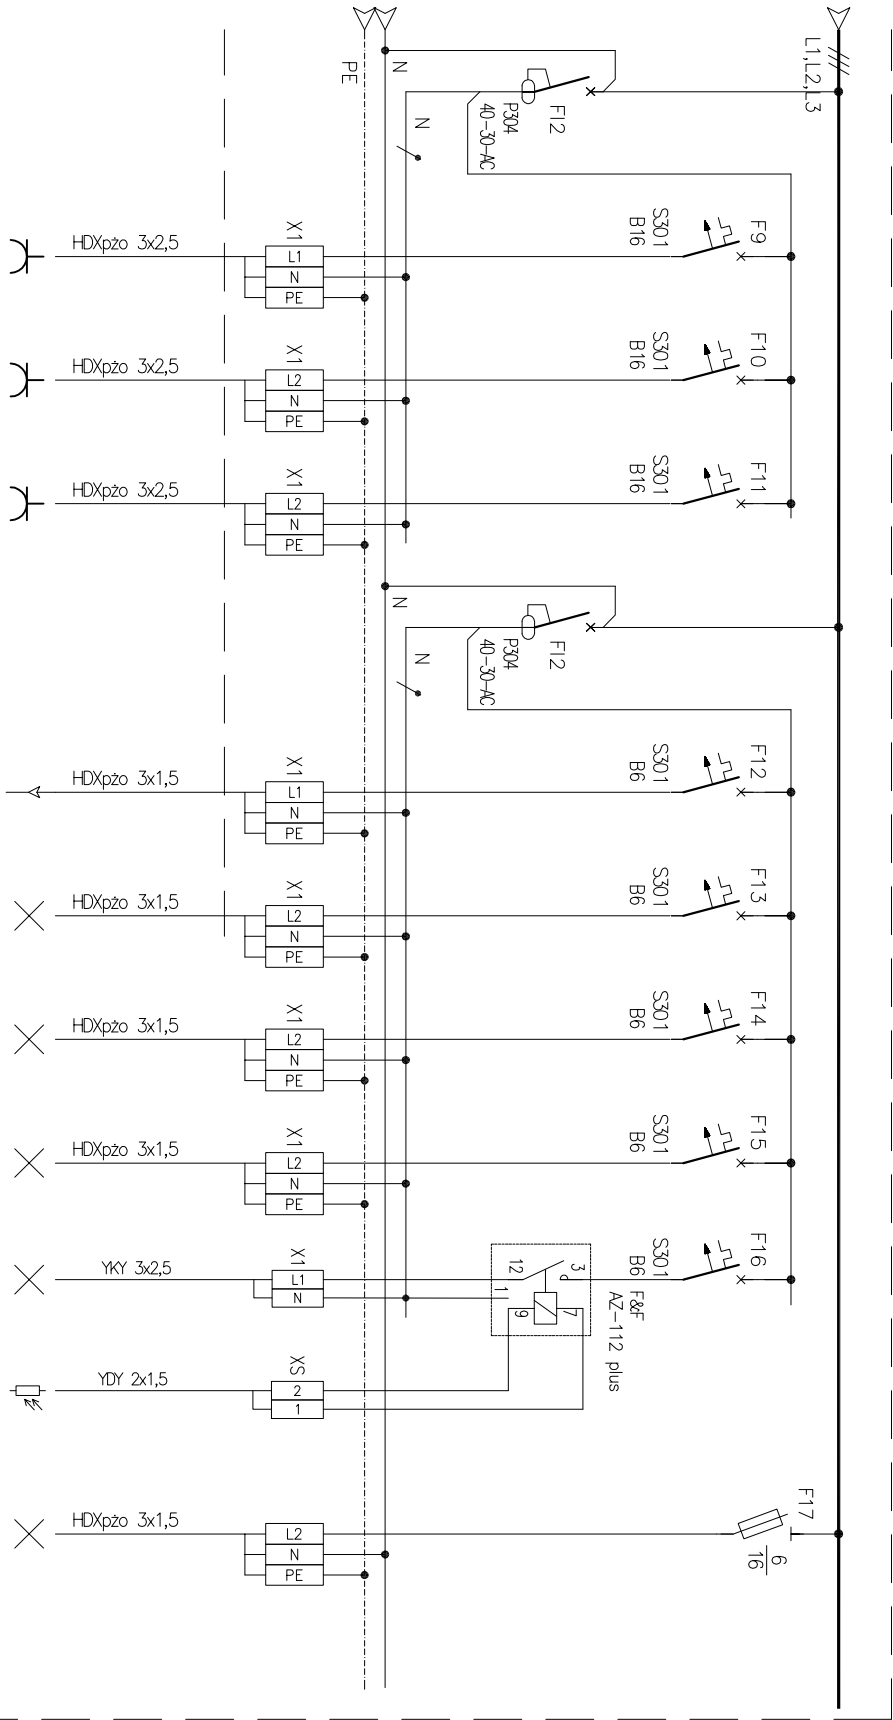 L1,L2,L3
PE
N
N
FI2
P304
40-30-AC
F9
S301
B16
X1
L1
N
PE
HDXpżo 3x2,5
F10
S301
B16
X1
L2
N
PE
HDXpżo 3x2,5
F11
S301
B16
X1
L2
N
PE
HDXpżo 3x2,5
N
N
FI2
P304
40-30-AC
F12
S301
B6
X1
L1
N
PE
HDXpżo 3x1,5
F13
S301
B6
X1
L2
N
PE
HDXpżo 3x1,5
F14
S301
B6
X1
L2
N
PE
HDXpżo 3x1,5
F15
S301
B6
X1
L2
N
PE
HDXpżo 3x1,5
F16
S301
B6
F&F
AZ-112 plus
12
3
1
9
7
X1
L1
N
YKY 3x2,5
XS
2
1
YDY 2x1,5
F17
6
16
L2
N
PE
HDXpżo 3x1,5